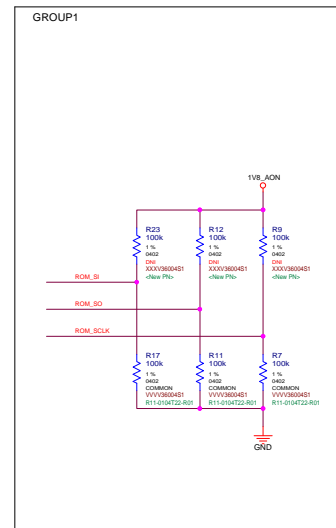 GROUP1
1V8_AON
R23
100k
1 %
0402
DNI
XXXV36004S1
<New PN>
R12
100k
1 %
0402
DNI
XXXV36004S1
<New PN>
R9
100k
1 %
0402
DNI
XXXV36004S1
<New PN>
ROM_SI
ROM_SO
ROM_SCLK
R17
100k
1 %
0402
COMMON
VVVV36004S1
R11-0104T22-R01
R11
100k
1 %
0402
COMMON
VVVV36004S1
R11-0104T22-R01
R7
100k
1 %
0402
COMMON
VVVV36004S1
R11-0104T22-R01
GND